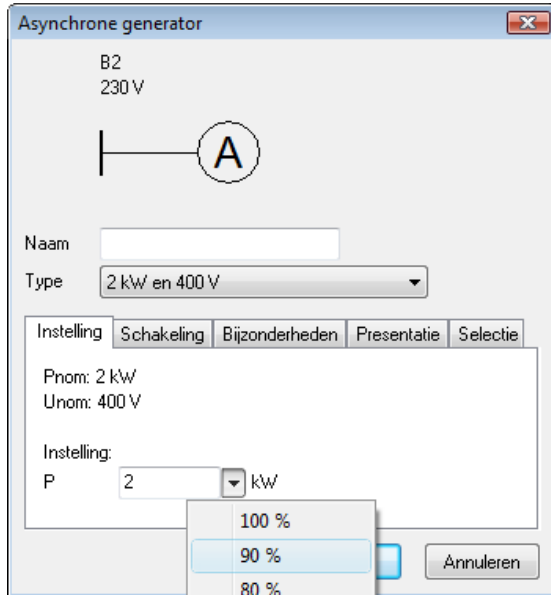 Asynchrone generator
B2
230 V
A
Naam
Type 2 kW en 400 V
Instelling Schakeling Bijzonderheden Presentatie Selectie
Pnom: 2 kW
Unom: 400 V
Instelling:
P 2 kW
100 %
90 % Annuleren
80 %